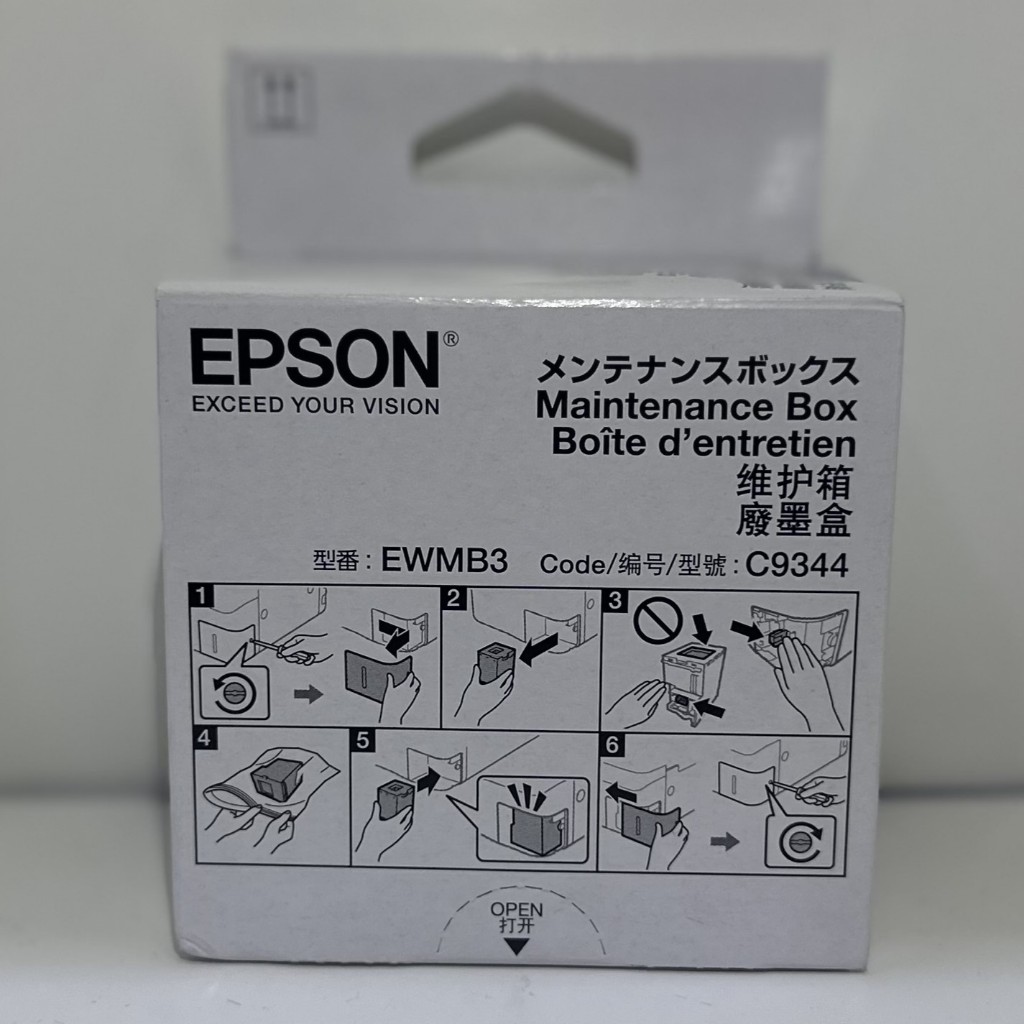 EPSON®
EXCEED YOUR VISION
メンテナンスボックス
Maintenance Box
Boîte d'entretien
维护箱
廢墨盒
型番 : EWMB3 Code/编号/型號 : C9344
1
2
3
4
5
6
OPEN
打开